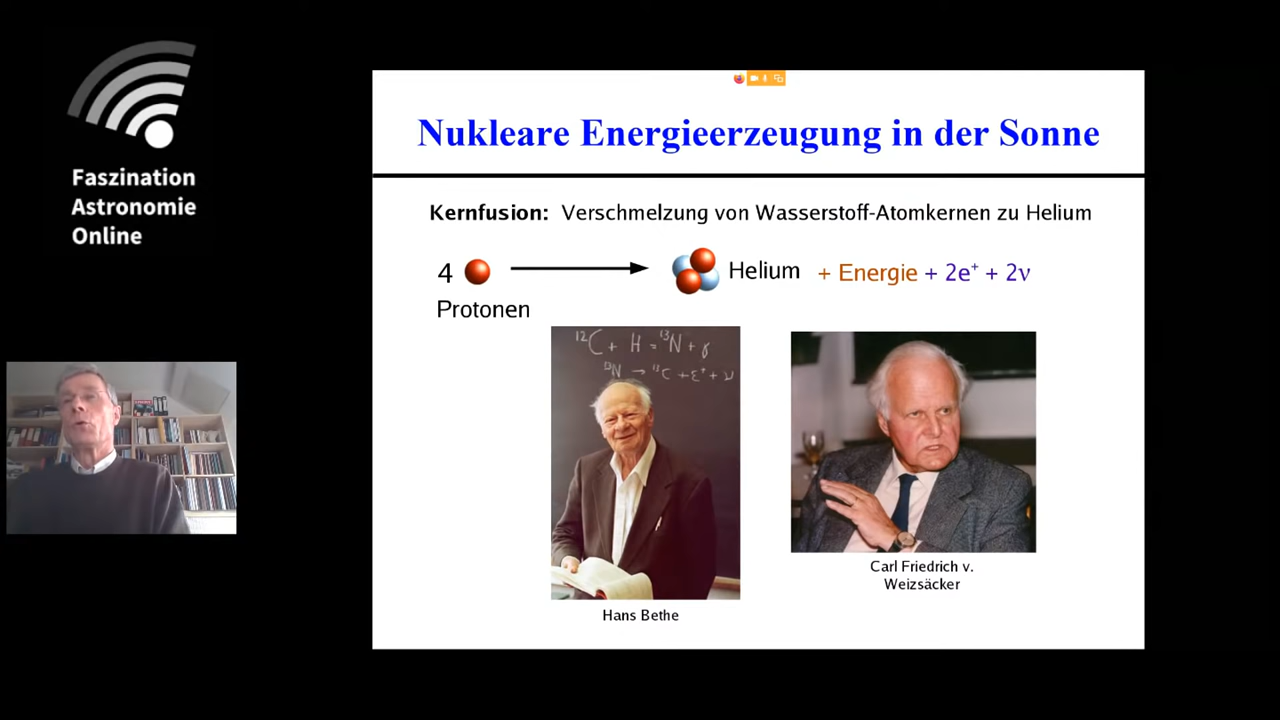 Faszination
Astronomie
Online
Nukleare Energieerzeugung in der Sonne
Kernfusion: Verschmelzung von Wasserstoff-Atomkernen zu Helium
4
Protonen
Helium + Energie + 2e⁺ + 2ν
¹²C + H = ¹³N + γ
¹³N → ¹³C + ε⁺ + ν
Hans Bethe
Carl Friedrich v.
Weizsäcker